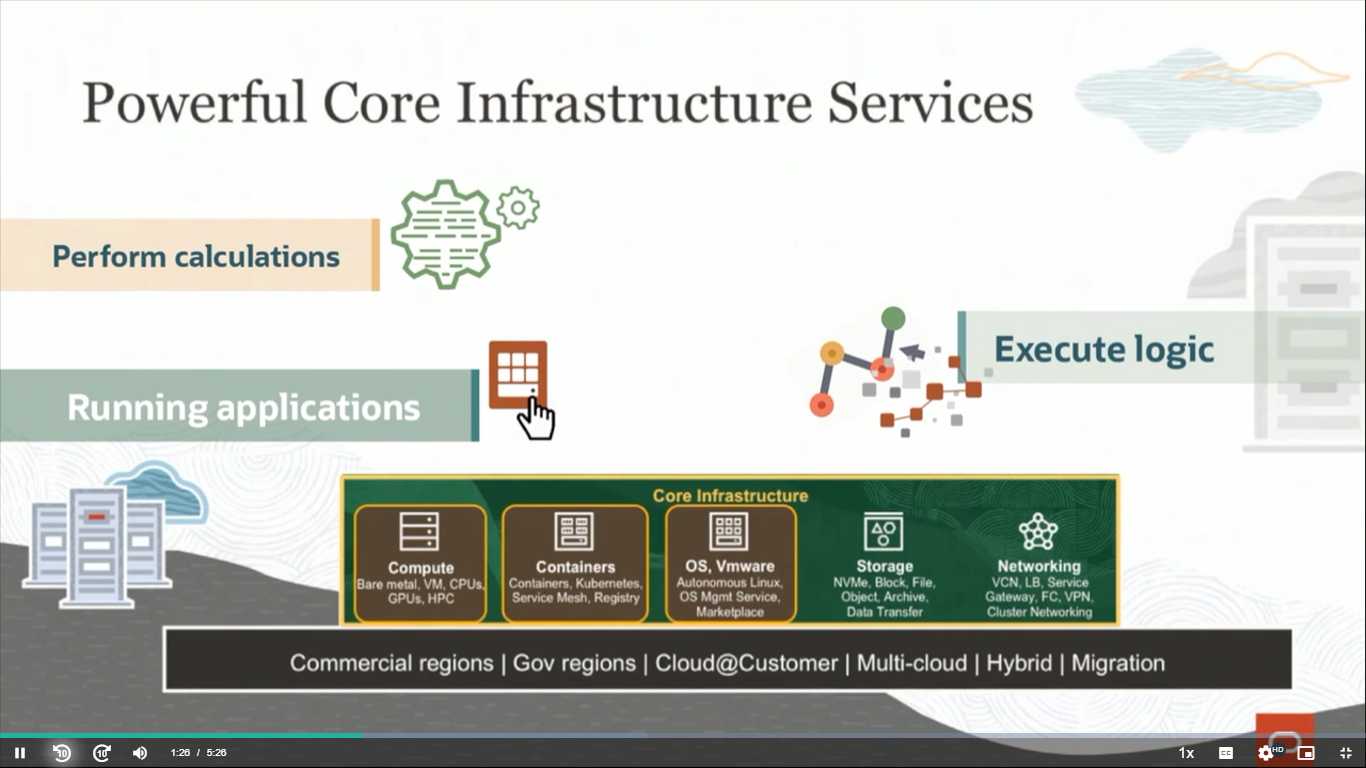 Powerful Core Infrastructure Services
Perform calculations
Execute logic
Running applications
Core Infrastructure
Compute
Bare metal, VM, CPUs,
GPUs, HPC
Containers
Containers, Kubernetes,
Service Mesh, Registry
OS, Vmware
Autonomous Linux,
OS Mgmt Service,
Marketplace
Storage
NVMe, Block, File,
Object, Archive,
Data Transfer
Networking
VCN, LB, Service
Gateway, FC, VPN,
Cluster Networking
Commercial regions | Gov regions | Cloud@Customer | Multi-cloud | Hybrid | Migration
10 10 1:26 / 5:26 1x CC HD